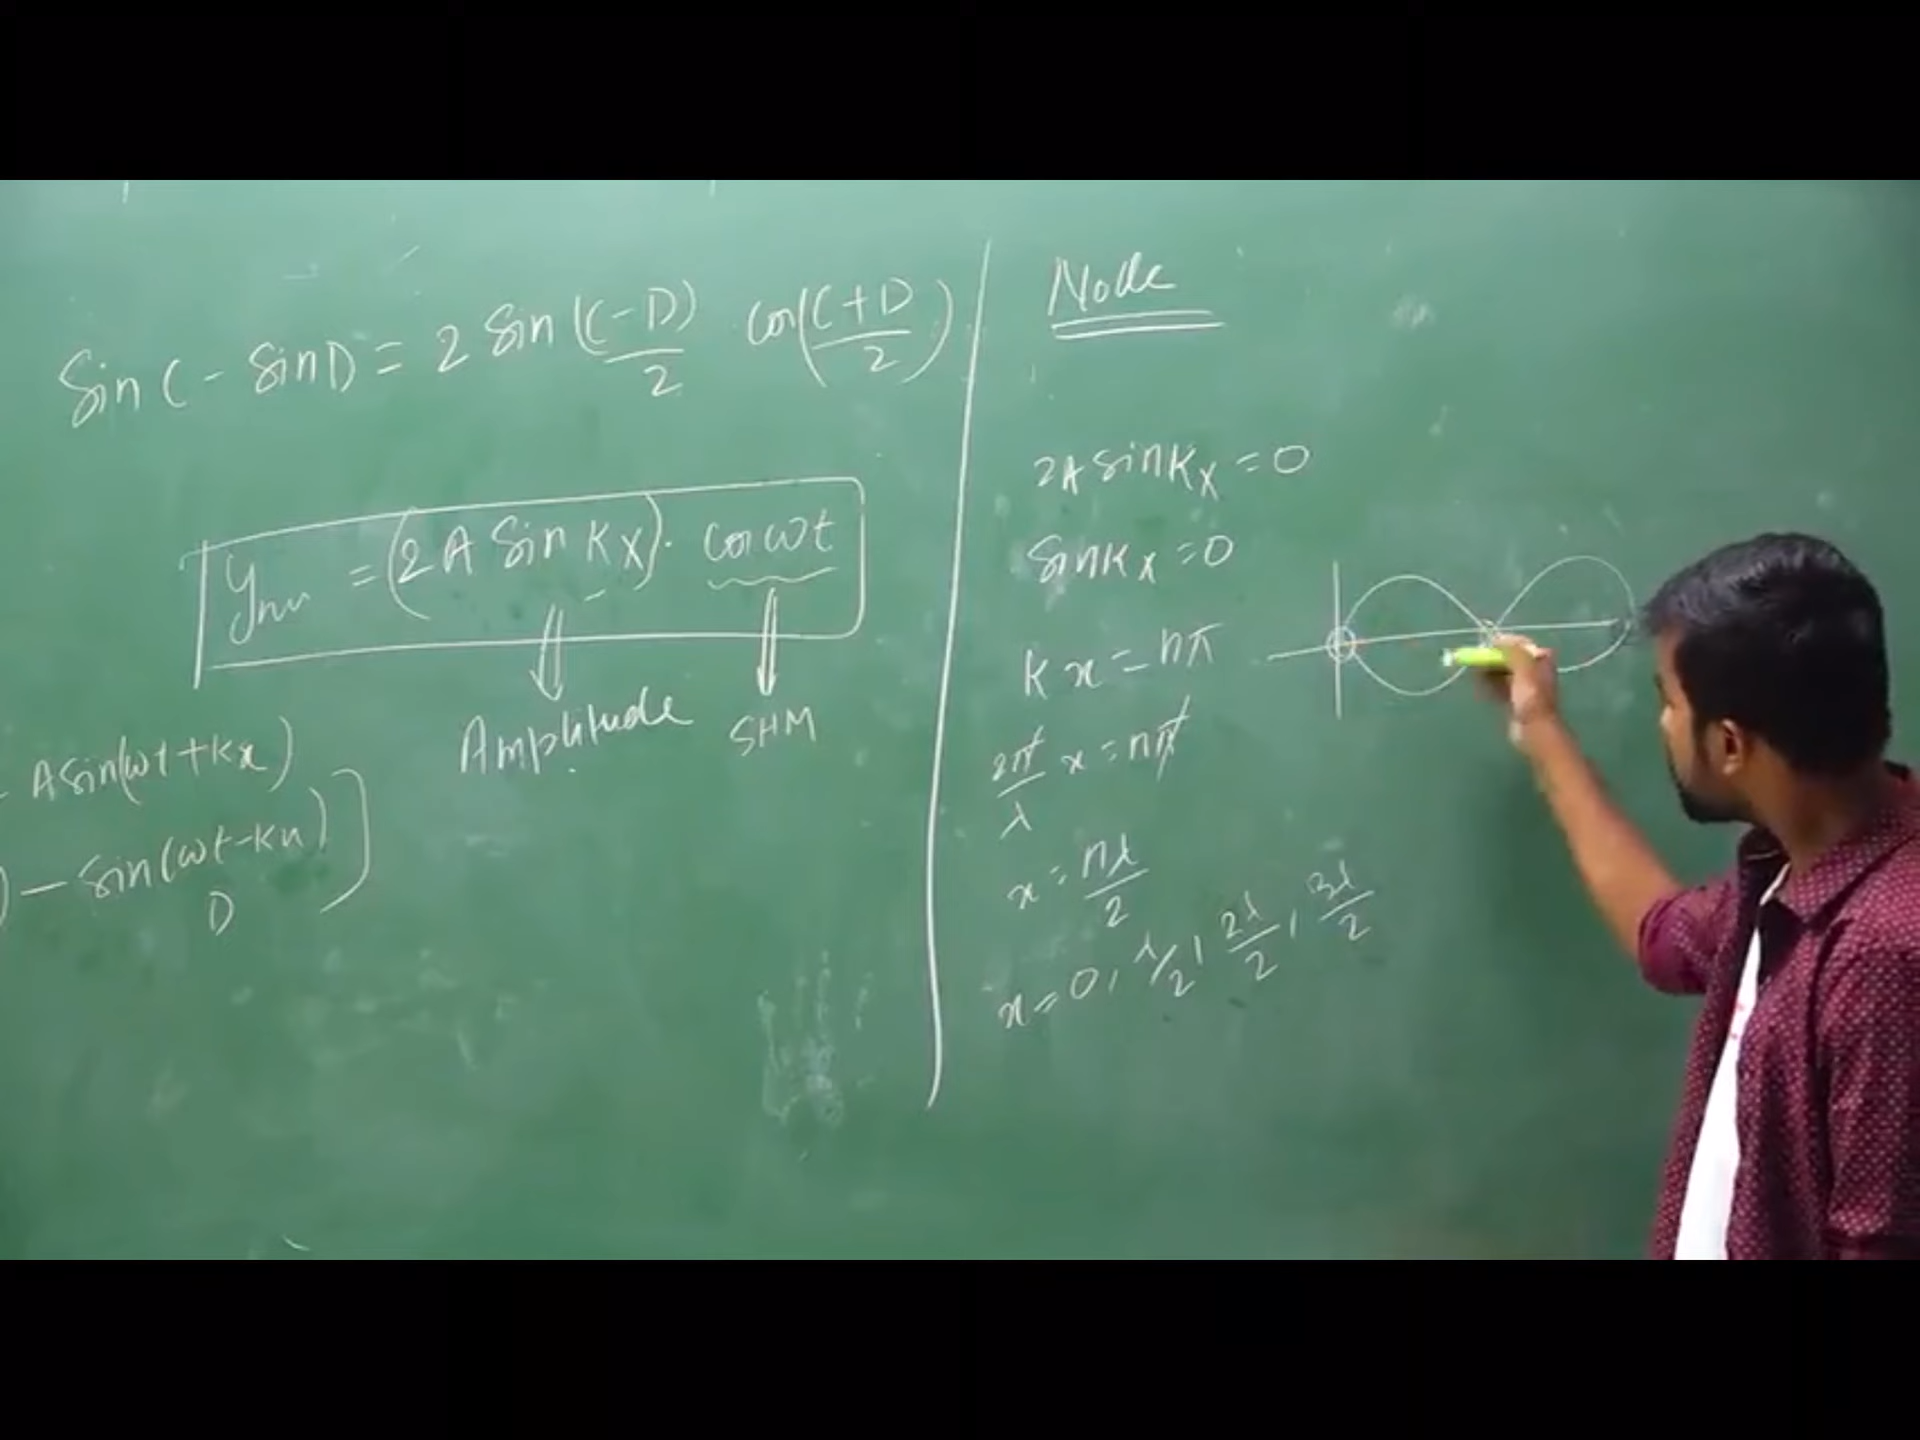 Sin C - Sin D = 2 Sin (C-D)/2 cos((C+D)/2)
= (2A Sin Kx) . cos ωt
Amplitude
SHM
A sin(ωt + Kx)
) - Sin(ωt - Kx) ]
D
Node
2A Sin Kx = 0
Sin Kx = 0
Kx = nπ
2π/λ x = nπ
x = nλ/2
x = 0, λ/2, 2λ/2, 3λ/2